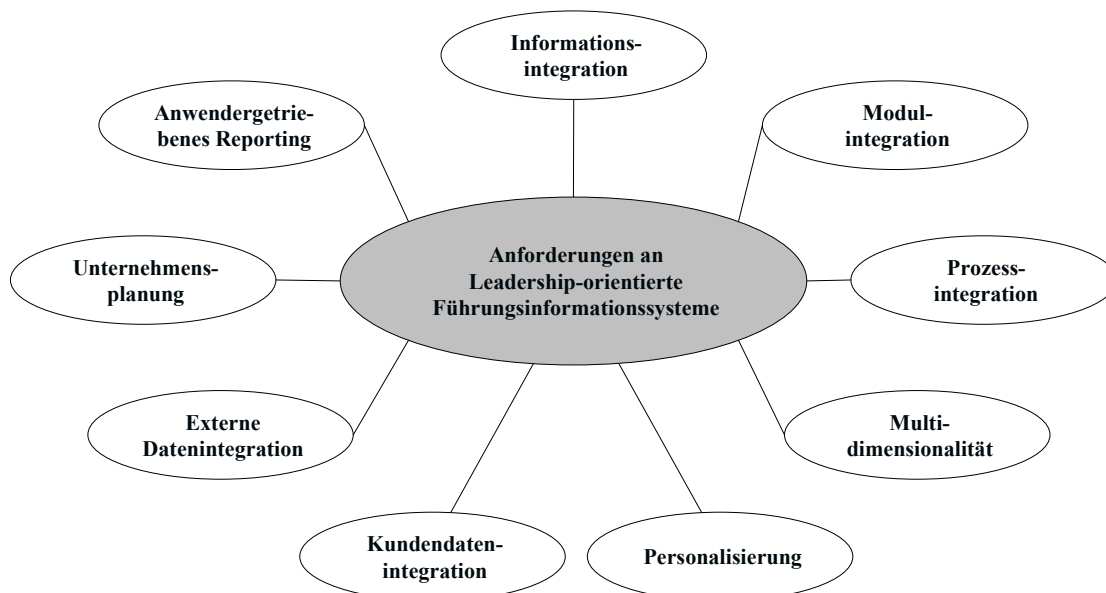 Informations-
integration
Anwendergetrie-
benes Reporting
Modul-
integration
Unternehmens-
planung
Anforderungen an
Leadership-orientierte
Führungsinformationssysteme
Prozess-
integration
Externe
Datenintegration
Multi-
dimensionalität
Kundendaten-
integration
Personalisierung